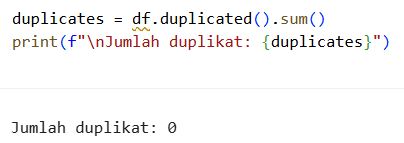 duplicates = df.duplicated().sum()
print(f"\nJumlah duplikat: {duplicates}")
Jumlah duplikat: 0